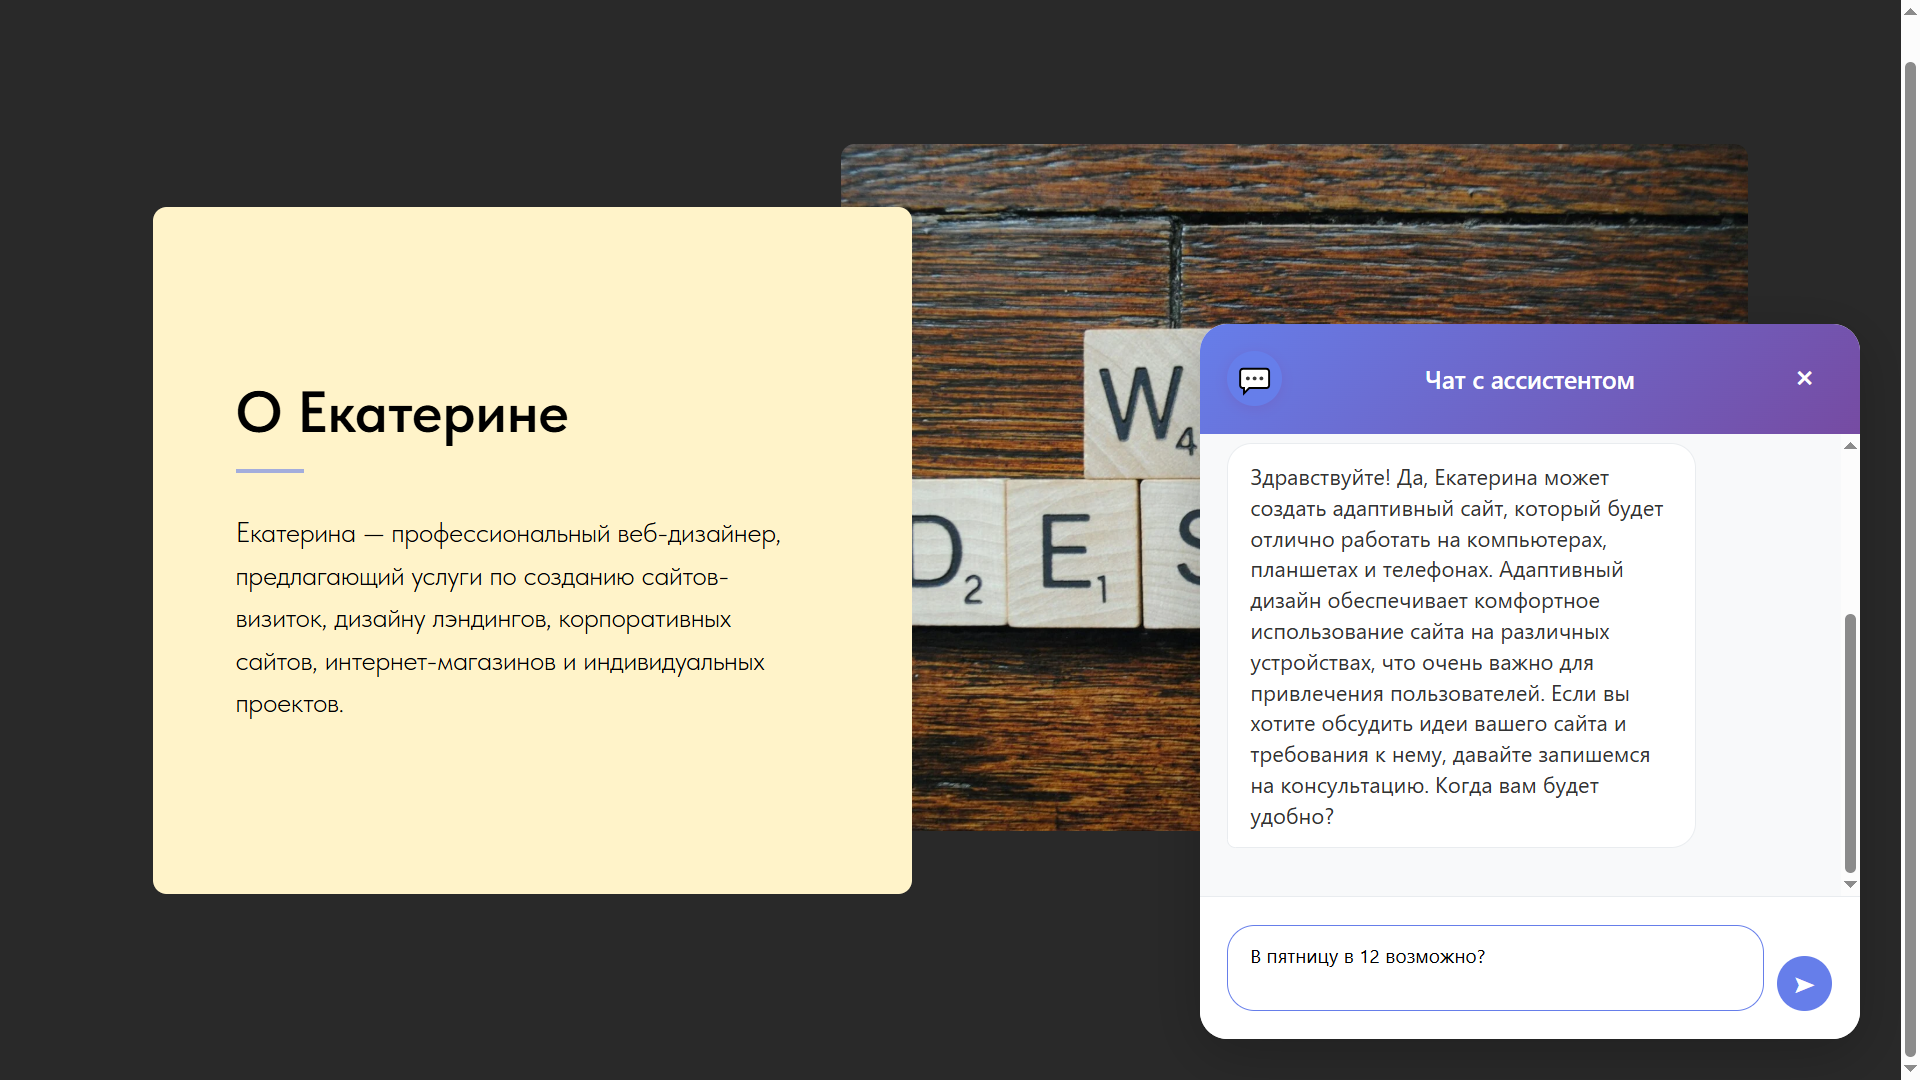 О Екатерине
Екатерина — профессиональный веб-дизайнер,
предлагающий услуги по созданию сайтов-
визиток, дизайну лэндингов, корпоративных
сайтов, интернет-магазинов и индивидуальных
проектов.
W4
D2 E1 S
Чат с ассистентом
Здравствуйте! Да, Екатерина может
создать адаптивный сайт, который будет
отлично работать на компьютерах,
планшетах и телефонах. Адаптивный
дизайн обеспечивает комфортное
использование сайта на различных
устройствах, что очень важно для
привлечения пользователей. Если вы
хотите обсудить идеи вашего сайта и
требования к нему, давайте запишемся
на консультацию. Когда вам будет
удобно?
В пятницу в 12 возможно?